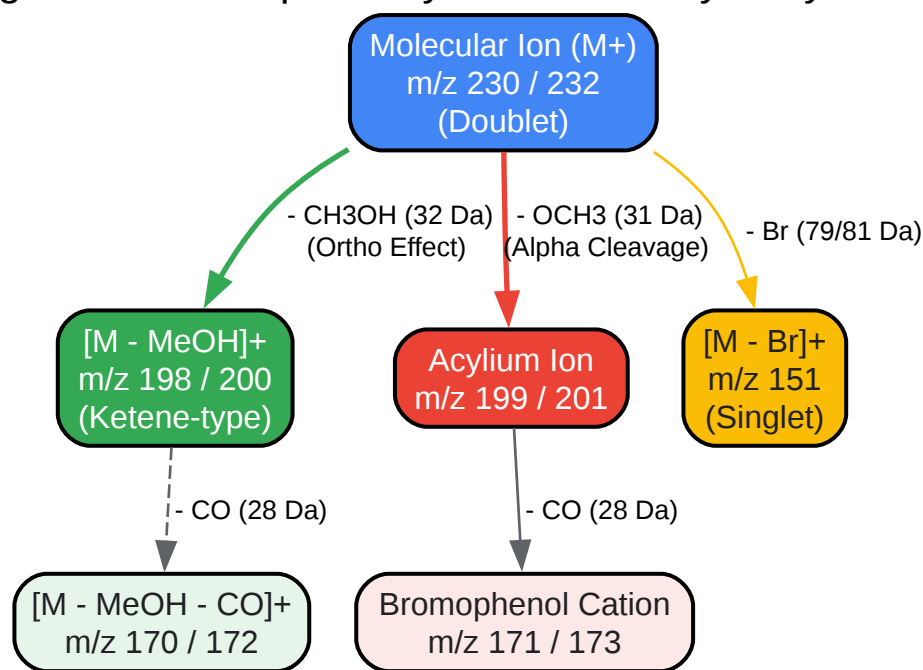 Molecular Ion (M+)
m/z 230 / 232
(Doublet)
- CH3OH (32 Da)
(Ortho Effect)
- OCH3 (31 Da)
(Alpha Cleavage)
- Br (79/81 Da)
[M - MeOH]+
m/z 198 / 200
(Ketene-type)
Acylium Ion
m/z 199 / 201
[M - Br]+
m/z 151
(Singlet)
- CO (28 Da)
- CO (28 Da)
[M - MeOH - CO]+
m/z 170 / 172
Bromophenol Cation
m/z 171 / 173